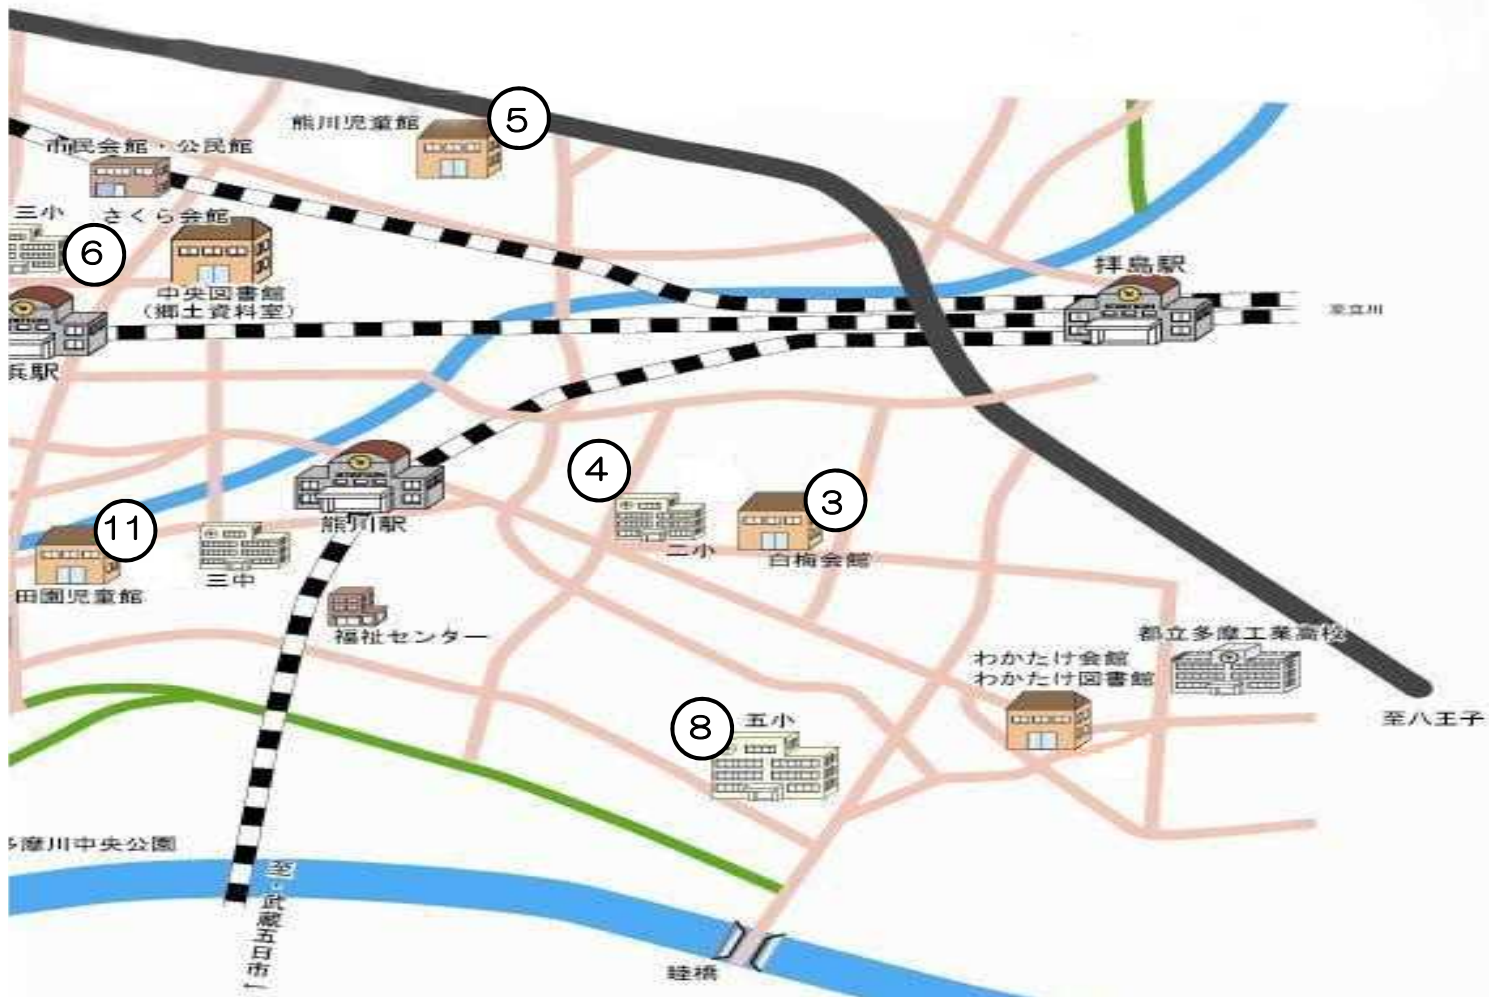 熊川児童館
⑤
市民会館・公民館
さくら会館
三小
⑥
中央図書館
(郷土資料室)
拝島駅
至立川
浜駅
④
③
二小
白梅会館
熊川駅
⑪
三中
田園児童館
福祉センター
都立多摩工業高校
わかたけ会館
わかたけ図書館
至八王子
⑧
五小
多摩川中央公園
至・武蔵五日市
睦橋